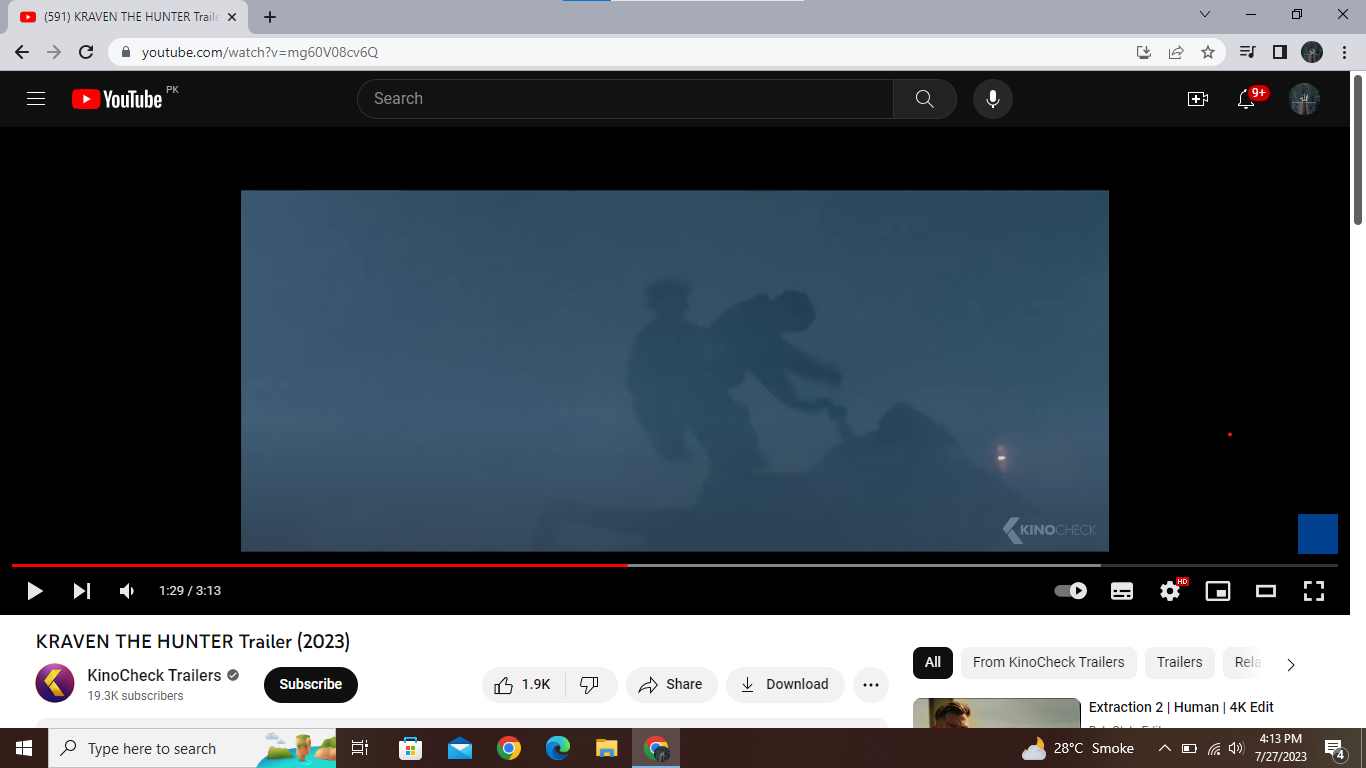 (591) KRAVEN THE HUNTER Traile
youtube.com/watch?v=mg60V08cv6Q
YouTube PK
Search
9+
KINOCHECK
1:29 / 3:13
HD
KRAVEN THE HUNTER Trailer (2023)
KinoCheck Trailers
19.3K subscribers
Subscribe
1.9K
Share
Download
All
From KinoCheck Trailers
Trailers
Rela
Extraction 2 | Human | 4K Edit
Type here to search
28°C Smoke
4:13 PM
7/27/2023
4